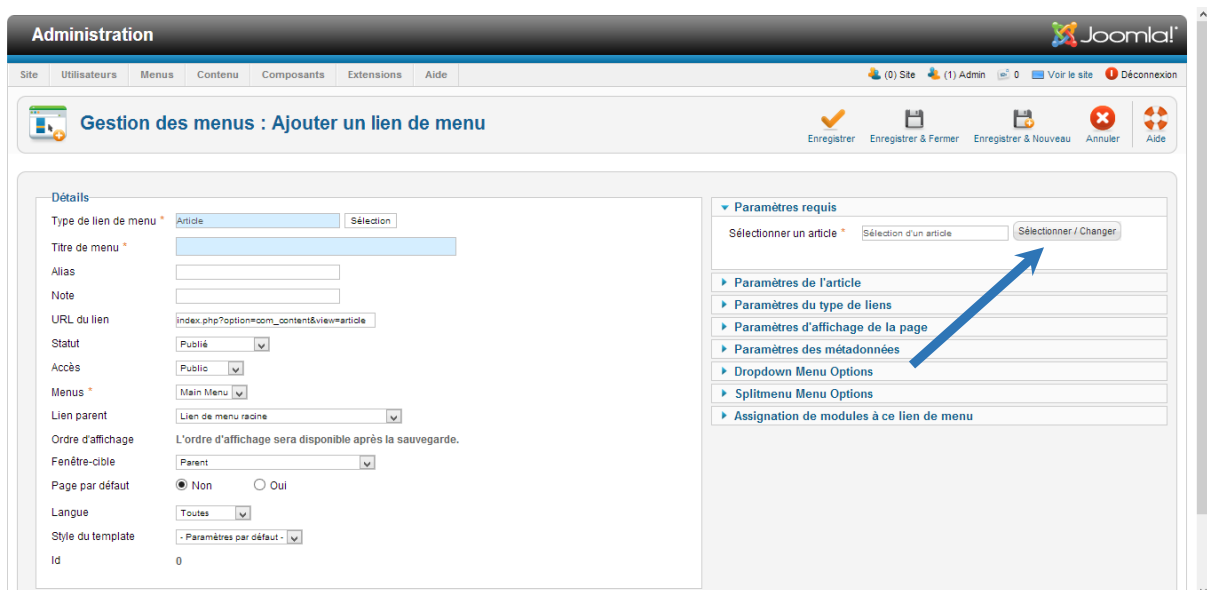 Administration
Joomla!
Site Utilisateurs Menus Contenu Composants Extensions Aide
(0) Site (1) Admin 0 Voir le site Déconnexion
Gestion des menus : Ajouter un lien de menu
Enregistrer Enregistrer & Fermer Enregistrer & Nouveau Annuler Aide
Détails
Type de lien de menu * Article Sélection
Titre de menu *
Alias
Note
URL du lien index.php?option=com_content&view=article
Statut Publié
Accès Public
Menus * Main Menu
Lien parent Lien de menu racine
Ordre d'affichage L'ordre d'affichage sera disponible après la sauvegarde.
Fenêtre-cible Parent
Page par défaut Non Oui
Langue Toutes
Style du template - Paramètres par défaut -
Id 0
Paramètres requis
Sélectionner un article * Sélection d'un article Sélectionner / Changer
Paramètres de l'article
Paramètres du type de liens
Paramètres d'affichage de la page
Paramètres des métadonnées
Dropdown Menu Options
Splitmenu Menu Options
Assignation de modules à ce lien de menu